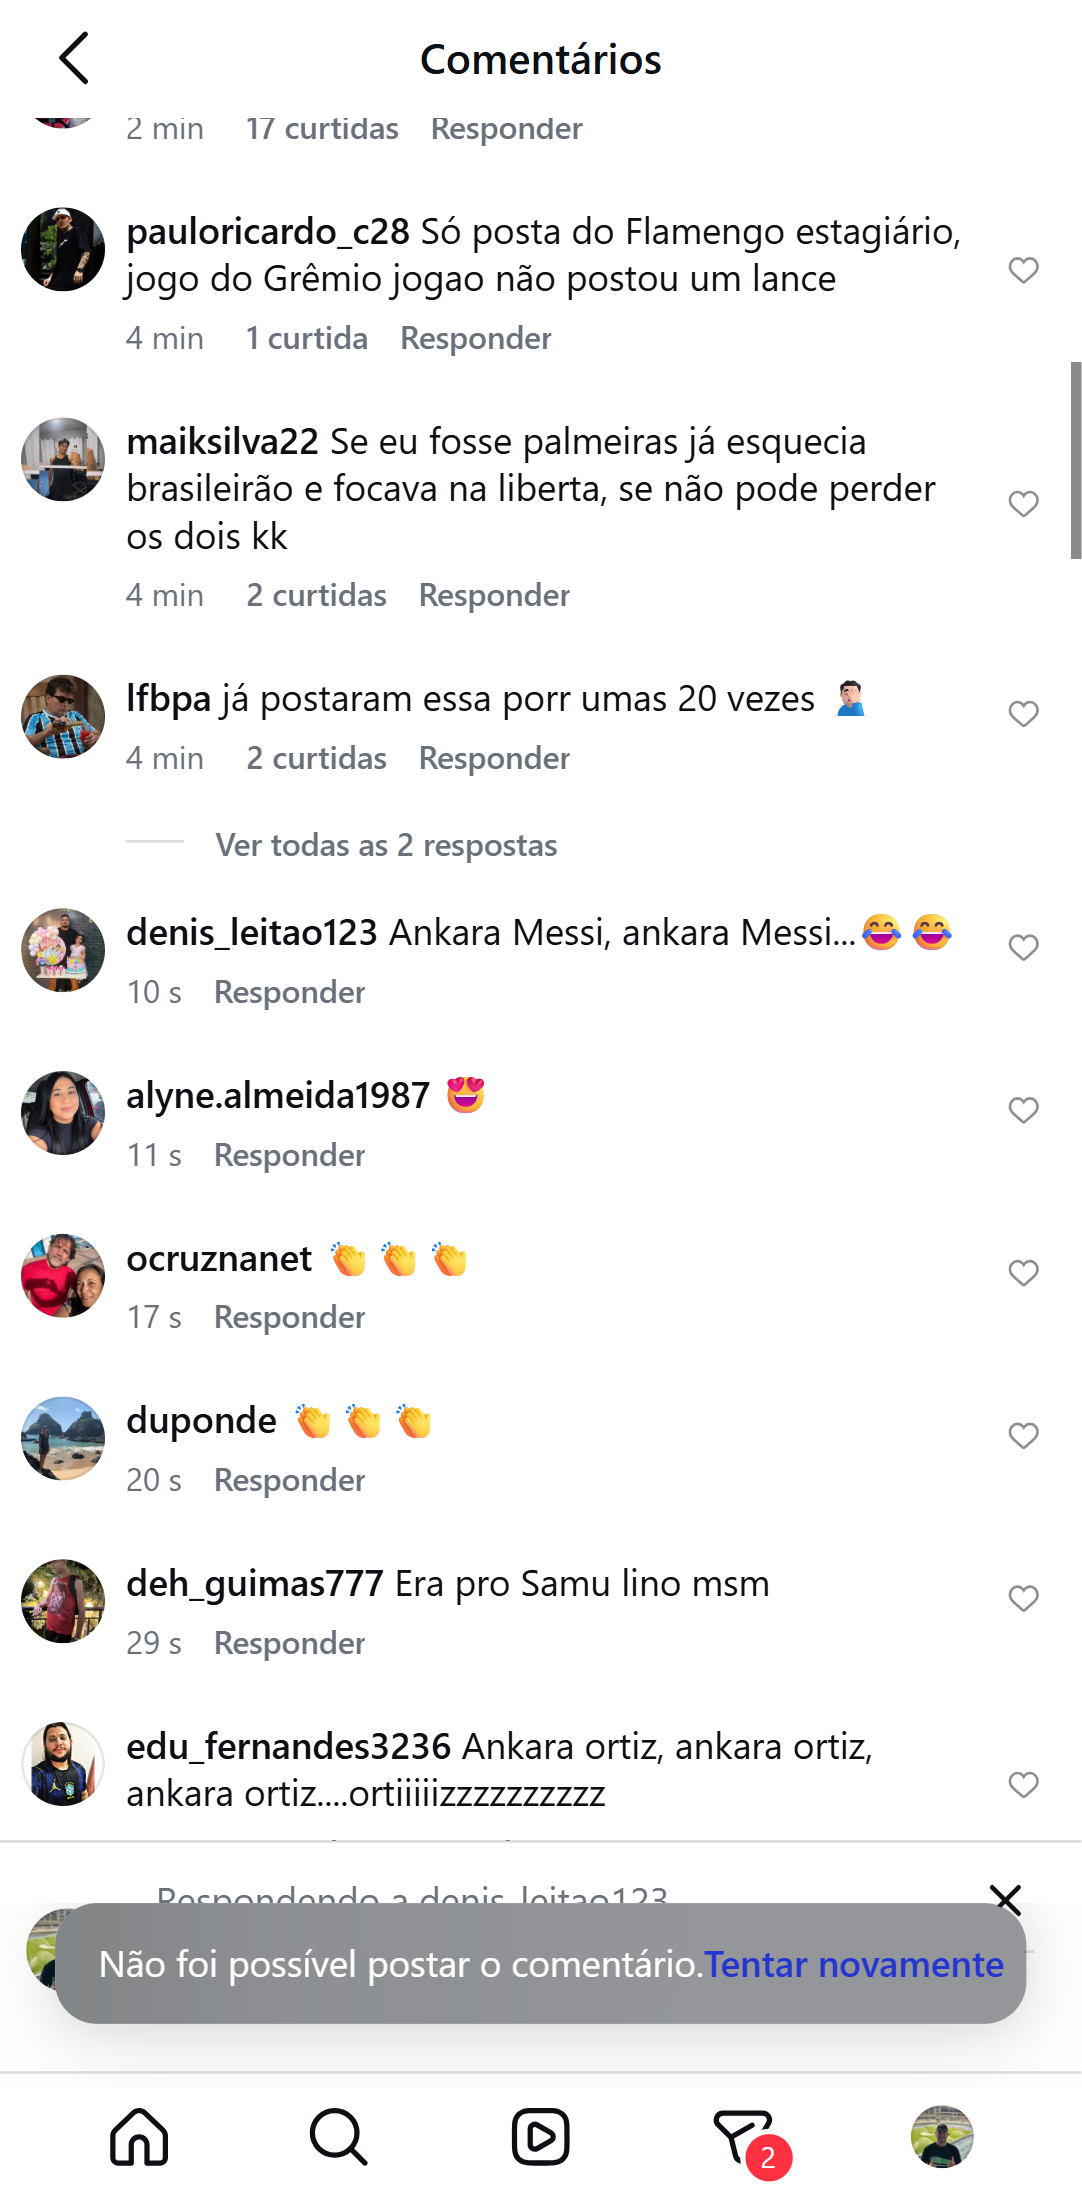 Comentários
2 min 17 curtidas Responder
pauloricardo_c28 Só posta do Flamengo estagiário,
jogo do Grêmio jogao não postou um lance
4 min 1 curtida Responder
maiksilva22 Se eu fosse palmeiras já esquecia
brasileirão e focava na liberta, se não pode perder
os dois kk
4 min 2 curtidas Responder
lfbpa já postaram essa porr umas 20 vezes 🤦🏻‍♂️
4 min 2 curtidas Responder
Ver todas as 2 respostas
denis_leitao123 Ankara Messi, ankara Messi...😂😂
10 s Responder
alyne.almeida1987 😍
11 s Responder
ocruznanet 👏👏👏
17 s Responder
duponde 👏👏👏
20 s Responder
deh_guimas777 Era pro Samu lino msm
29 s Responder
edu_fernandes3236 Ankara ortiz, ankara ortiz,
ankara ortiz....ortiiiiizzzzzzzzzz
Respondendo a denis_leitao123
Não foi possível postar o comentário.Tentar novamente
2